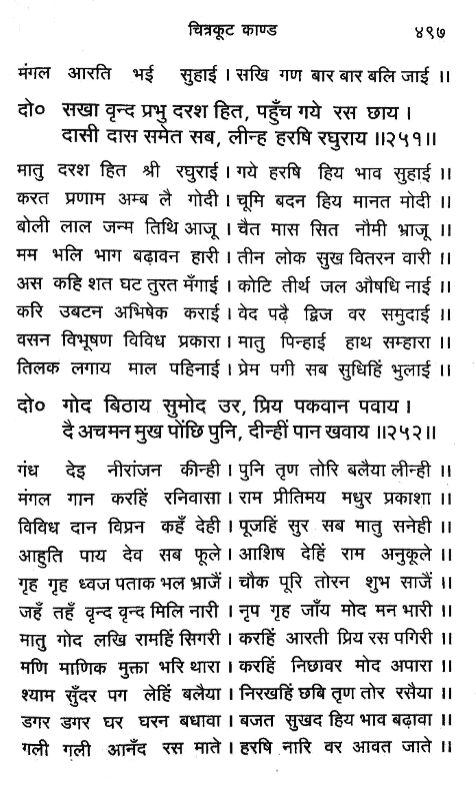 चित्रकूट काण्ड ४९७
मंगल आरति भई सुहाई । सखि गण बार बार बलि जाई ॥
दो० सखा वृन्द प्रभु दरश हित, पहुँच गये रस छाय ।
दासी दास समेत सब, लीन्ह हरषि रघुराय ॥२५१॥
मातु दरश हित श्री रघुराई । गये हरषि हिय भाव सुहाई ॥
करत प्रणाम अम्ब लै गोदी । चूमि बदन हिय मानत मोदी ॥
बोली लाल जन्म तिथि आजू । चैत मास सित नौमी भ्राजू ॥
मम भलि भाग बढ़ावन हारी । तीन लोक सुख वितरन वारी ॥
अस कहि शत घट तुरत मँगाई । कोटि तीर्थ जल औषधि नाई ॥
करि उबटन अभिषेक कराई । वेद पढ़ै द्विज वर समुदाई ॥
वसन विभूषण विविध प्रकारा । मातु पिन्हाई हाथ सम्हारा ॥
तिलक लगाय माल पहिनाई । प्रेम पगी सब सुधिहिं भुलाई ॥
दो० गोद बिठाय सुमोद उर, प्रिय पकवान पवाय ।
दै अचमन मुख पोंछि पुनि, दीन्हीं पान खवाय ॥२५२॥
गंध देइ नीरांजन कीन्ही । पुनि तृण तोरि बलैया लीन्ही ॥
मंगल गान करहिं रनिवासा । राम प्रीतिमय मधुर प्रकाशा ॥
विविध दान विप्रन कहँ देही । पूजहिं सुर सब मातु सनेही ॥
आहुति पाय देव सब फूले । आशिष देहिं राम अनुकूले ॥
गृह गृह ध्वज पताक भल भ्राजैं । चौक पूरि तोरन शुभ साजैं ॥
जहँ तहँ वृन्द वृन्द मिलि नारी । नृप गृह जाँय मोद मन भारी ॥
मातु गोद लखि रामहिं सिगरी । करहिं आरती प्रिय रस पगिरी ॥
मणि माणिक मुक्ता भरि थारा । करहिं निछावर मोद अपारा ॥
श्याम सुँदर पग लेहिं बलैया । निरखहिं छबि तृण तोर रसैया ॥
डगर डगर घर घरन बधावा । बजत सुखद हिय भाव बढ़ावा ॥
गली गली आनँद रस माते । हरषि नारि वर आवत जाते ॥